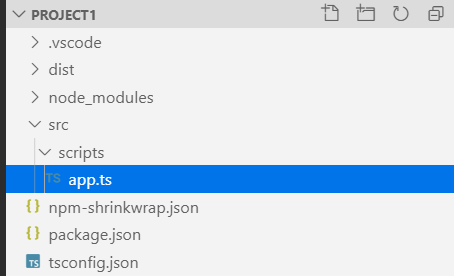 PROJECT1
.vscode
dist
node_modules
src
scripts
TS app.ts
{} npm-shrinkwrap.json
{} package.json
TS tsconfig.json